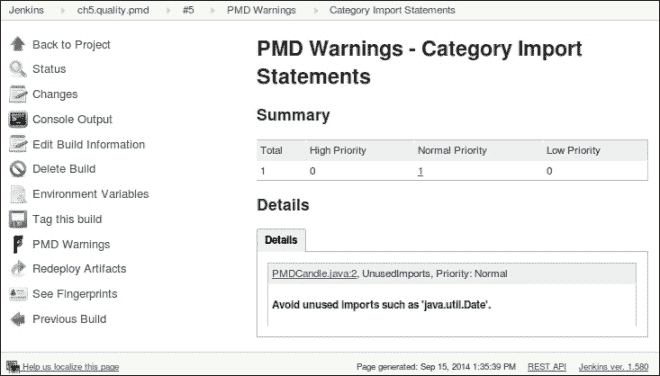 Jenkins ch5.quality.pmd #5 PMD Warnings Category Import Statements
Back to Project
Status
Changes
Console Output
Edit Build Information
Delete Build
Environment Variables
Tag this build
PMD Warnings
Redeploy Artifacts
See Fingerprints
Previous Build
PMD Warnings - Category Import
Statements
Summary
Total High Priority Normal Priority Low Priority
1 0 1 0
Details
Details
PMDCandle.java:2, UnusedImports, Priority: Normal
Avoid unused imports such as 'java.util.Date'.
Help us localize this page Page generated: Sep 15, 2014 1:35:39 PM REST API Jenkins ver. 1.580